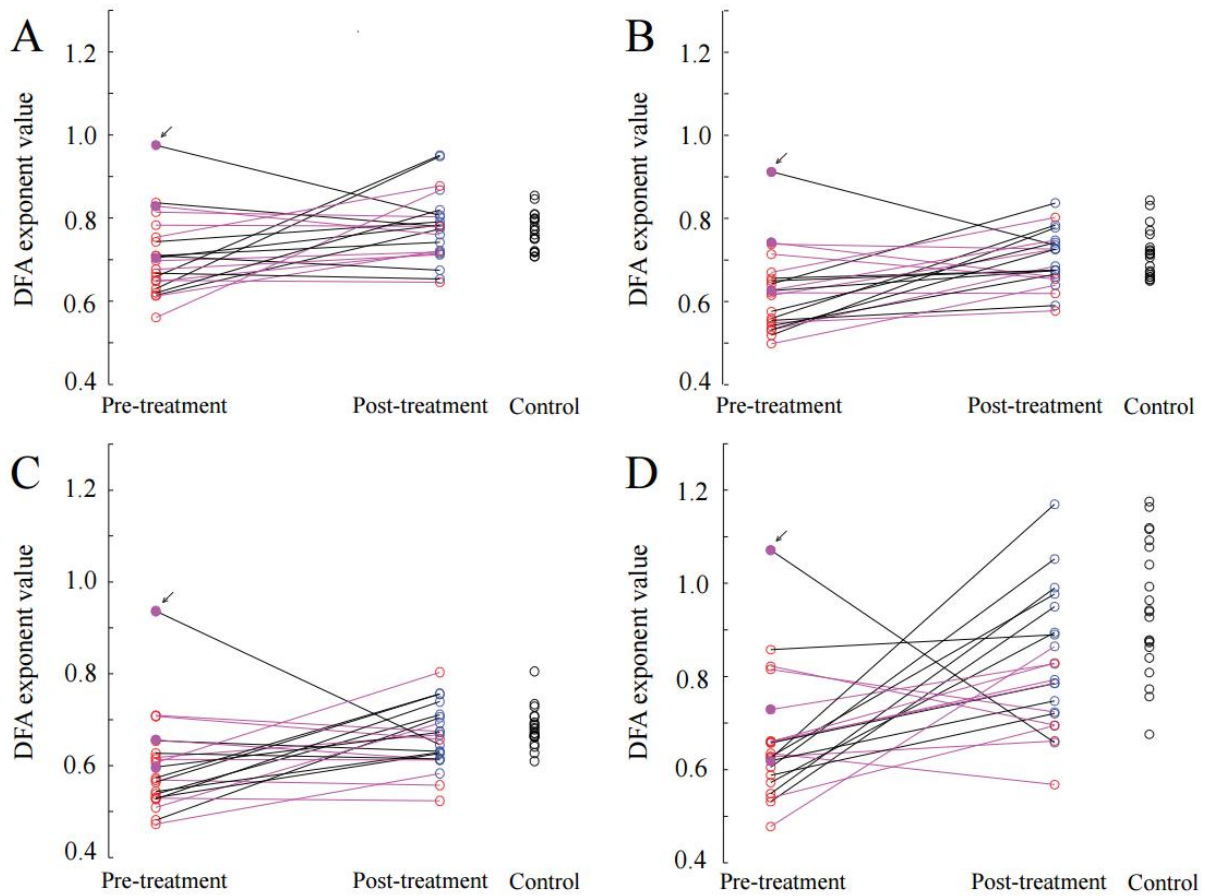 A
DFA exponent value
1.2
1.0
0.8
0.6
0.4
Pre-treatment
Post-treatment
Control
B
DFA exponent value
1.2
1.0
0.8
0.6
0.4
Pre-treatment
Post-treatment
Control
C
DFA exponent value
1.2
1.0
0.8
0.6
0.4
Pre-treatment
Post-treatment
Control
D
DFA exponent value
1.2
1.0
0.8
0.6
0.4
Pre-treatment
Post-treatment
Control